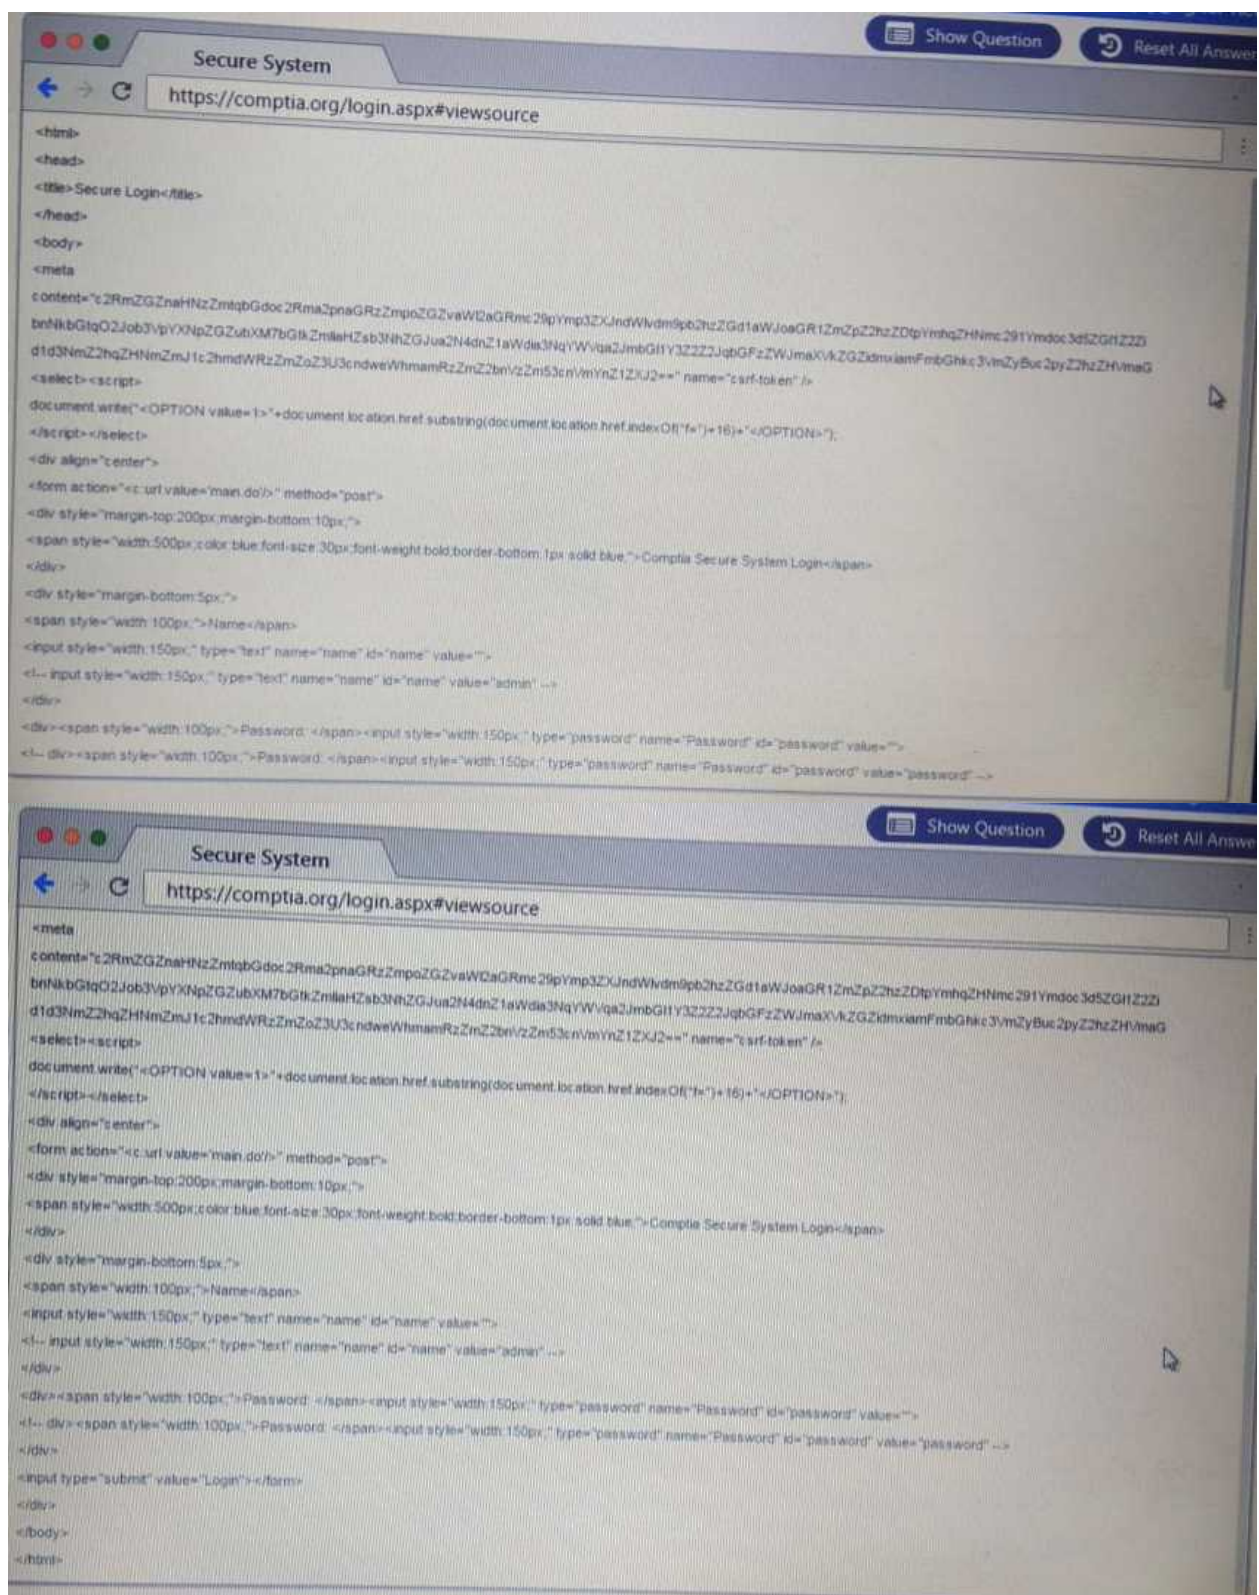 Show Question
Reset All Answer
Secure System
https://comptia.org/login.aspx#viewsource
<html>
<head>
<title>Secure Login</title>
</head>
<body>
<meta
" name="csrf-token" />
<select><script>
document.write("<OPTION value=1>"+document.location.href.substring(document.location.href.indexOf("f=")+16)+"</OPTION>");
</script></select>
<div align="center">
<form action="<c:url value='main.do'/>" method="post">
<div style="margin-top:200px;margin-bottom:10px;">
<span style="width:500px;color:blue;font-size:30px;font-weight:bold;border-bottom:1px solid blue;">Comptia Secure System Login</span>
</div>
<div style="margin-bottom:5px;">
<span style="width:100px;">Name</span>
<input style="width:150px;" type="text" name="name" id="name" value="">
<!-- input style="width:150px;" type="text" name="name" id="name" value="admin" -->
</div>
<div><span style="width:100px;">Password: </span><input style="width:150px;" type="password" name="Password" id="password" value="">
<!-- div><span style="width:100px;">Password: </span><input style="width:150px;" type="password" name="Password" id="password" value="password" -->
Show Question
Reset All Answe
Secure System
https://comptia.org/login.aspx#viewsource
<meta
" name="csrf-token" />
<select><script>
document.write("<OPTION value=1>"+document.location.href.substring(document.location.href.indexOf("f=")+16)+"</OPTION>");
</script></select>
<div align="center">
<form action="<c:url value='main.do'/>" method="post">
<div style="margin-top:200px;margin-bottom:10px;">
<span style="width:500px;color:blue;font-size:30px;font-weight:bold;border-bottom:1px solid blue;">Comptia Secure System Login</span>
</div>
<div style="margin-bottom:5px;">
<span style="width:100px;">Name</span>
<input style="width:150px;" type="text" name="name" id="name" value="">
<!-- input style="width:150px;" type="text" name="name" id="name" value="admin" -->
</div>
<div><span style="width:100px;">Password: </span><input style="width:150px;" type="password" name="Password" id="password" value="">
<!-- div><span style="width:100px;">Password: </span><input style="width:150px;" type="password" name="Password" id="password" value="password" -->
</div>
<input type="submit" value="Login"></form>
</div>
</body>
</html>